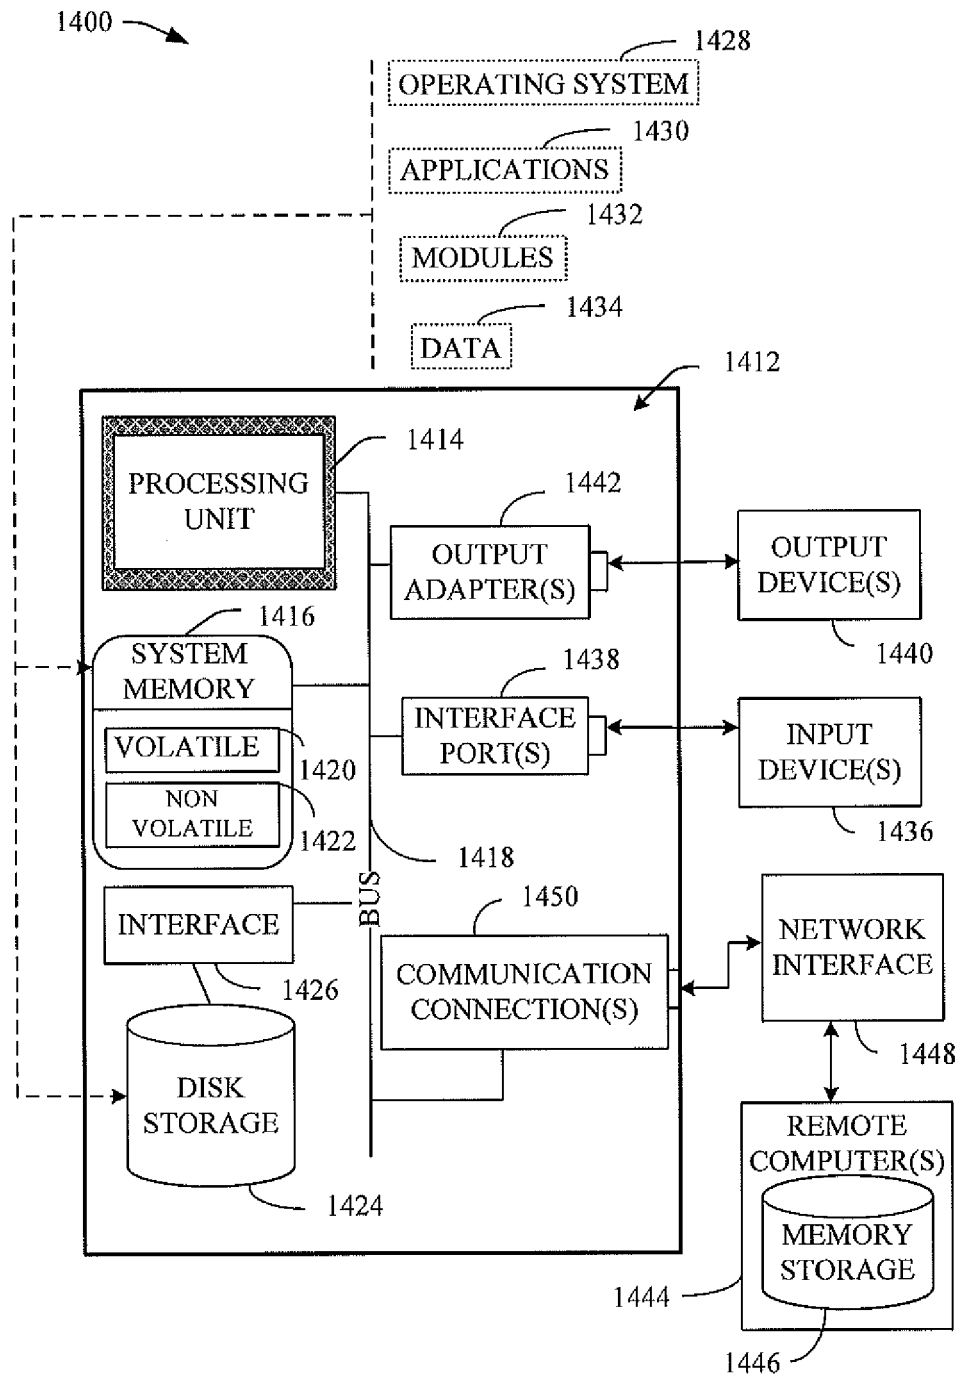 1400
1428
OPERATING SYSTEM
1430
APPLICATIONS
1432
MODULES
1434
DATA
1412
1414
PROCESSING
UNIT
1442
OUTPUT
ADAPTER(S)
OUTPUT
DEVICE(S)
1440
1416
SYSTEM
MEMORY
VOLATILE
1420
NON
VOLATILE
1422
1438
INTERFACE
PORT(S)
INPUT
DEVICE(S)
1436
1418
BUS
INTERFACE
1426
1450
COMMUNICATION
CONNECTION(S)
NETWORK
INTERFACE
1448
DISK
STORAGE
1424
REMOTE
COMPUTER(S)
MEMORY
STORAGE
1444
1446